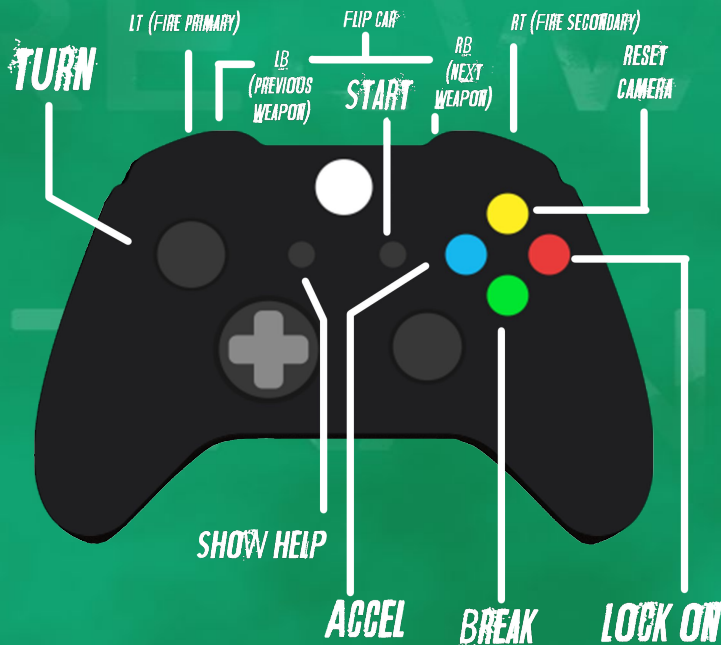 LT (FIRE PRIMARY)
FLIP CAR
RT (FIRE SECONDARY)
TURN
LB
(PREVIOUS
WEAPON)
START
RB
(NEXT
WEAPON)
RESET
CAMERA
SHOW HELP
ACCEL
BREAK
LOCK ON